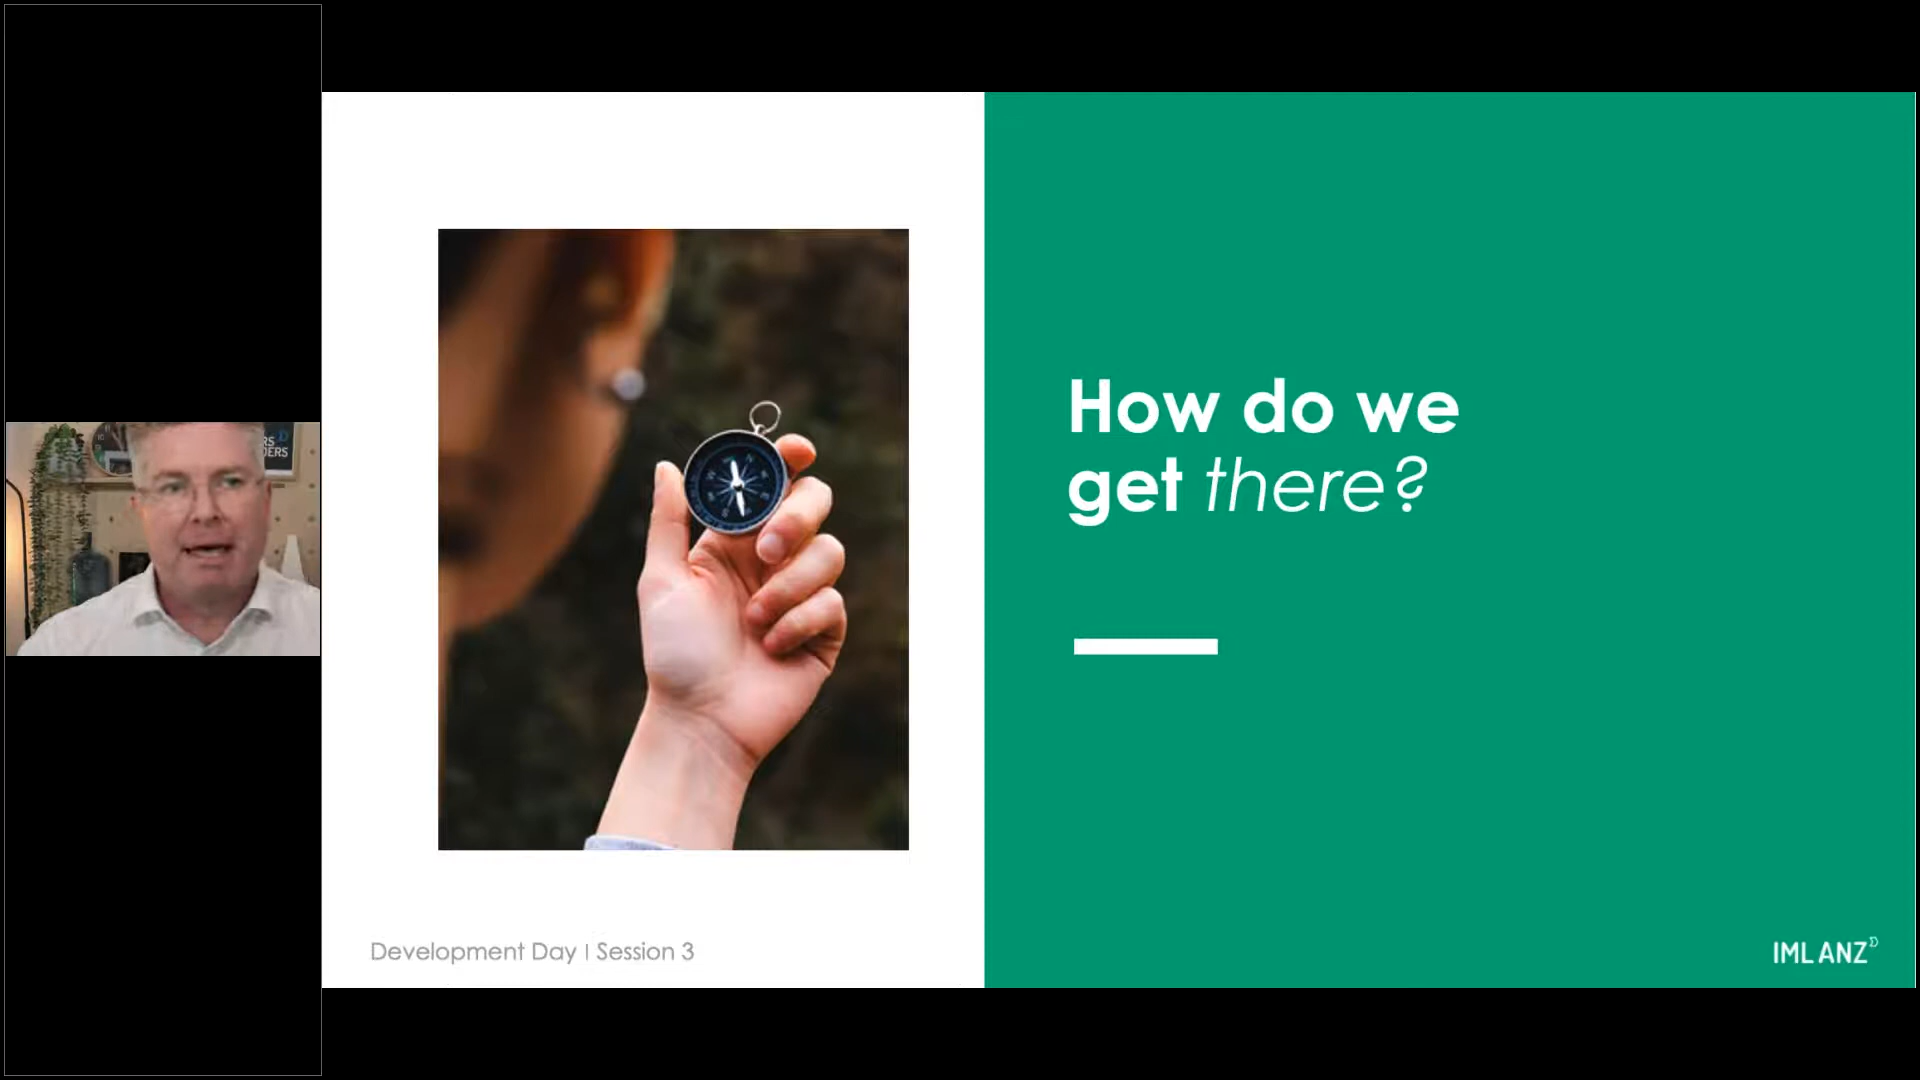 How do we
get there?
Development Day | Session 3
IML ANZ